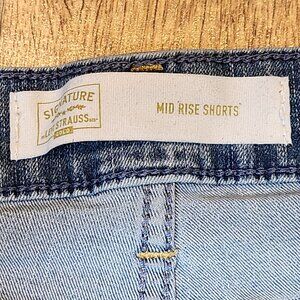 SIGNATURE
LEVI STRAUSS
GOLD
MID RISE SHORTS